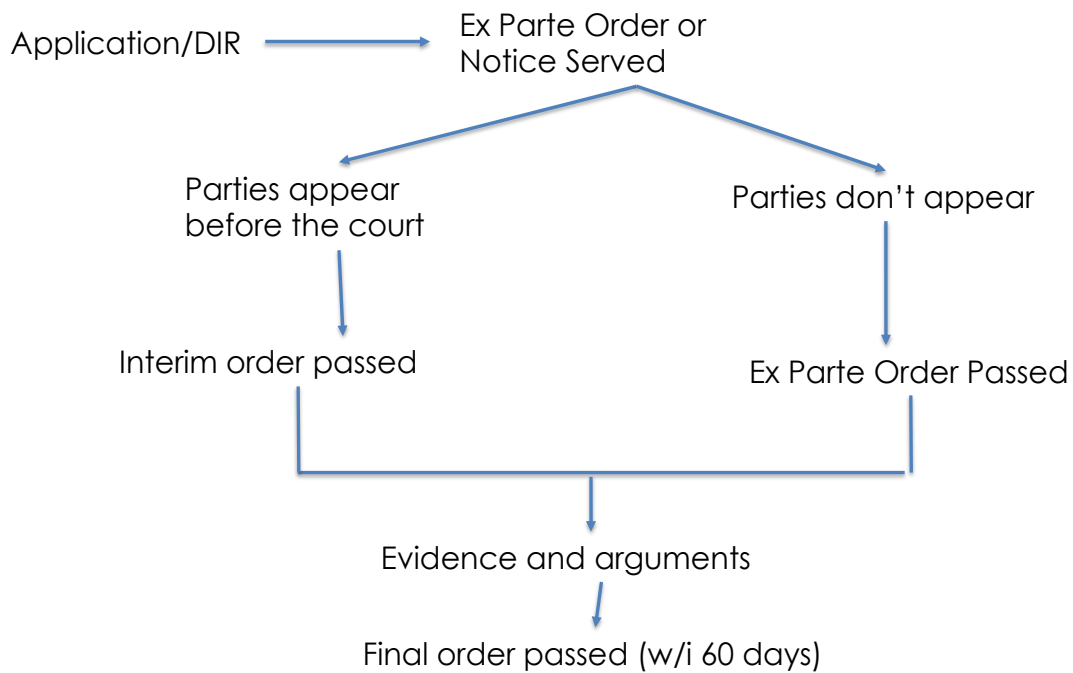 Application/DIR
Ex Parte Order or
Notice Served
Parties appear
before the court
Parties don’t appear
Interim order passed
Ex Parte Order Passed
Evidence and arguments
Final order passed (w/i 60 days)